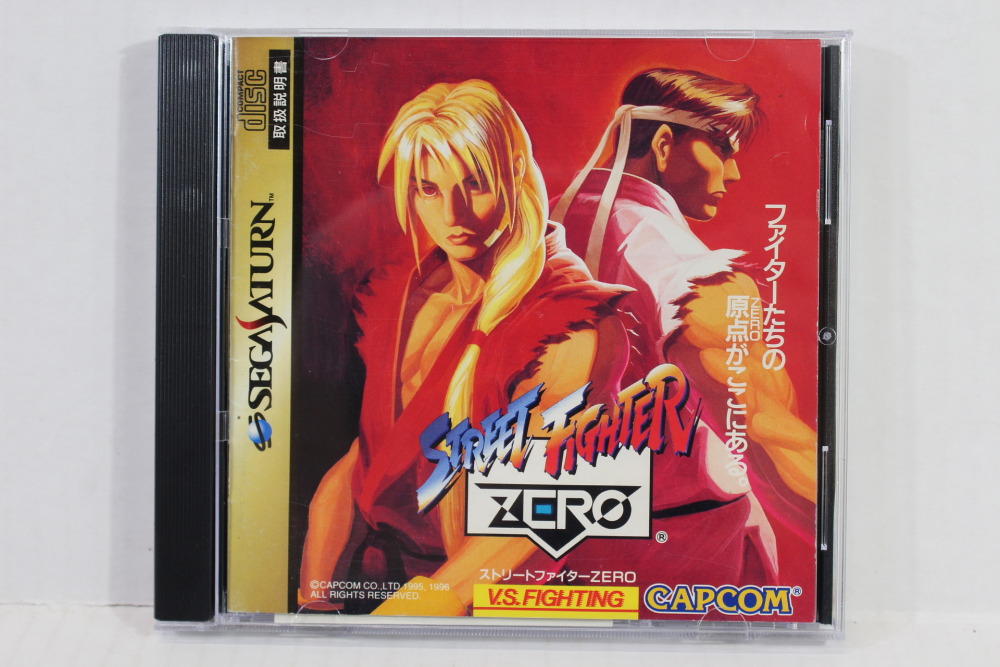 COMPACT
disc
取扱説明書
SEGA SATURN™
ファイターたちの
原点がここにある。
ZERO
STREET FIGHTER
ZERO
®
ストリートファイターZERO
V.S. FIGHTING
CAPCOM®
©CAPCOM CO.,LTD 1995, 1996
ALL RIGHTS RESERVED.